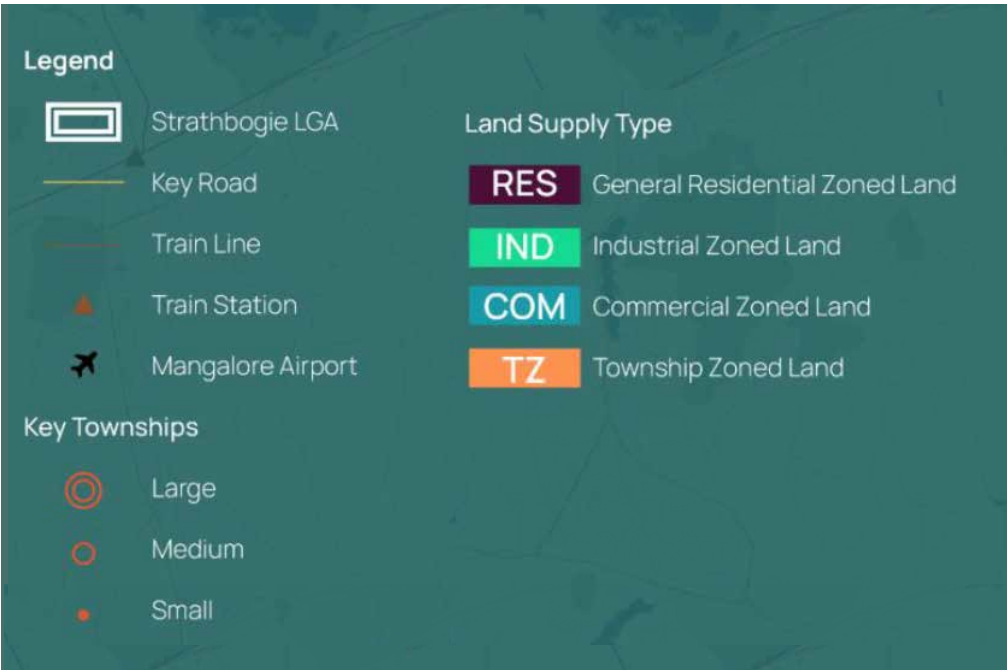 Legend
Strathbogie LGA
Key Road
Train Line
Train Station
Mangalore Airport
Key Townships
Large
Medium
Small
Land Supply Type
RES General Residential Zoned Land
IND Industrial Zoned Land
COM Commercial Zoned Land
TZ Township Zoned Land